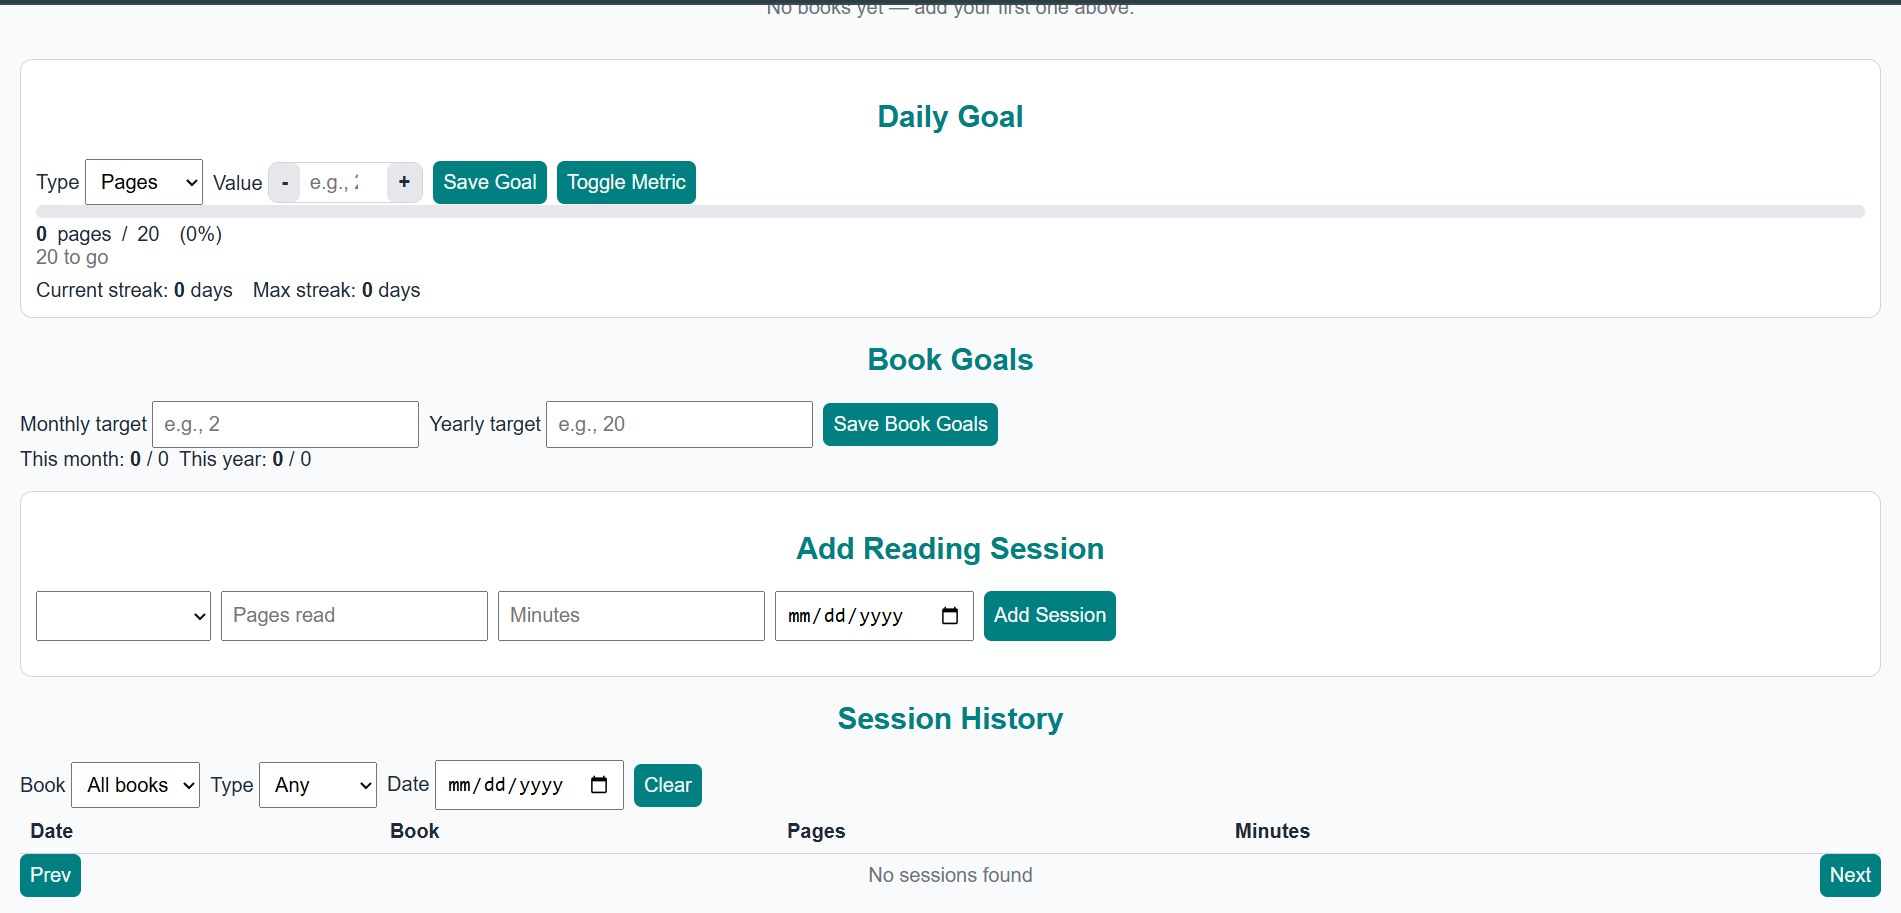 No books yet — add your first one above.
Daily Goal
Type Pages Value - e.g., + Save Goal Toggle Metric
0 pages / 20 (0%)
20 to go
Current streak: 0 days Max streak: 0 days
Book Goals
Monthly target e.g., 2 Yearly target e.g., 20 Save Book Goals
This month: 0 / 0 This year: 0 / 0
Add Reading Session
Pages read Minutes mm/dd/yyyy Add Session
Session History
Book All books Type Any Date mm/dd/yyyy Clear
Date Book Pages Minutes
Prev No sessions found Next